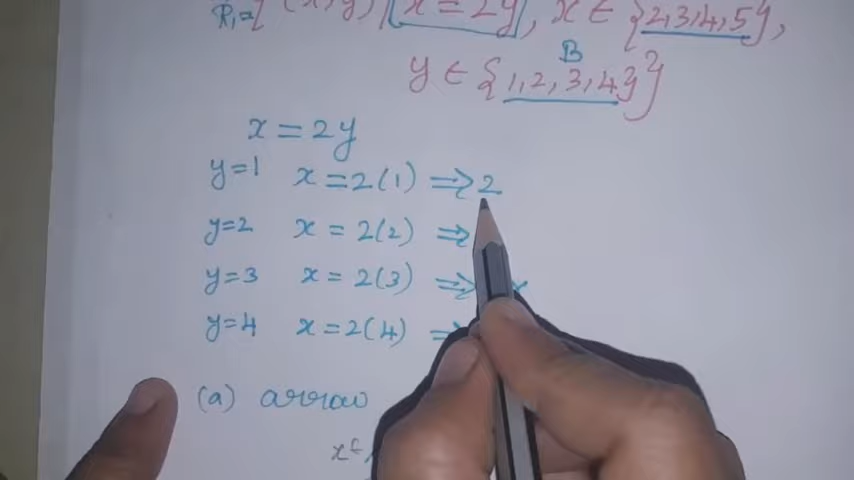 R₁={(x,y)/x=2y, x∈{2,3,4,5},
B
y∈{1,2,3,4}}
x=2y
y=1 x=2(1)⇒2
y=2 x=2(2)⇒
y=3 x=2(3)⇒
y=4 x=2(4)⇒
(a) arrow